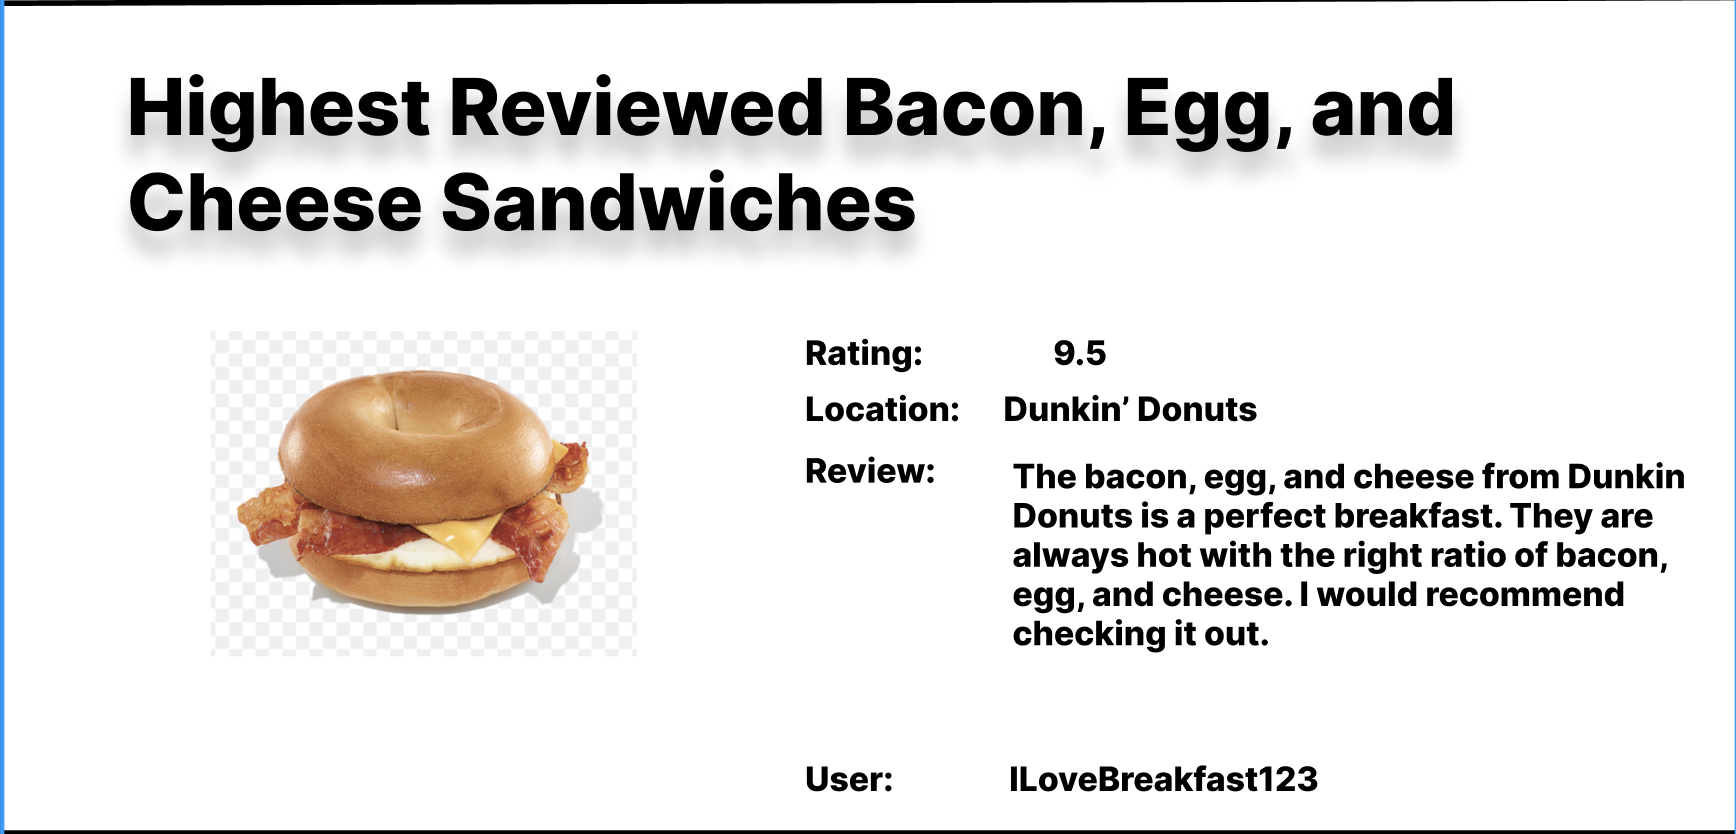 Highest Reviewed Bacon, Egg, and
Cheese Sandwiches
Rating: 9.5
Location: Dunkin’ Donuts
Review: The bacon, egg, and cheese from Dunkin
Donuts is a perfect breakfast. They are
always hot with the right ratio of bacon,
egg, and cheese. I would recommend
checking it out.
User: ILoveBreakfast123